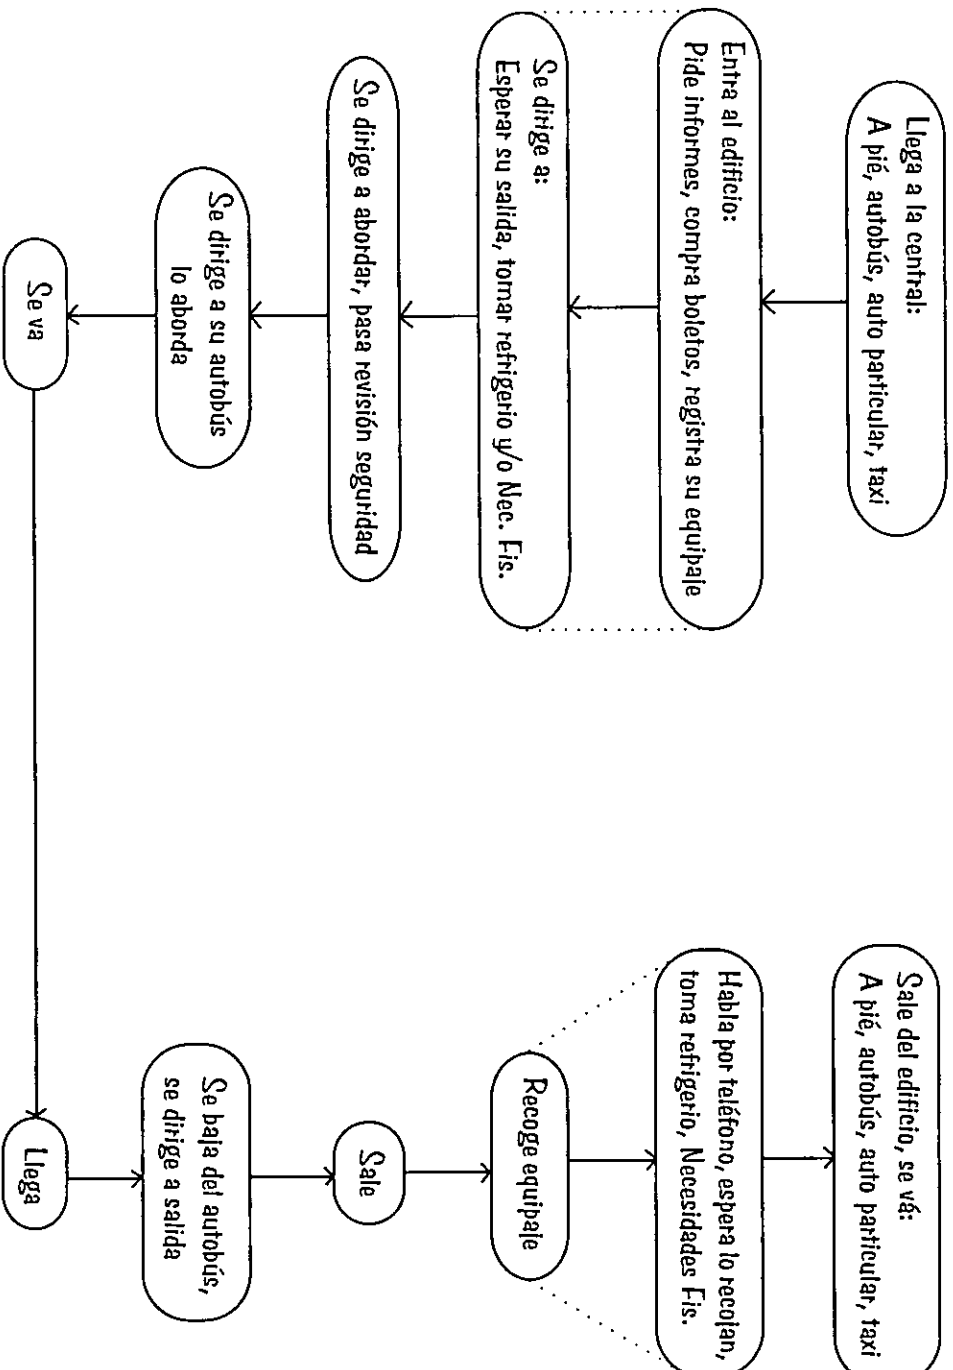 Llega a la central:
A pié, autobús, auto particular, taxi
Entra al edificio:
Pide informes, compra boletos, registra su equipaje
Se dirige a:
Esperar su salida, tomar refrigerio y/o Nec. Fis.
Se dirige a abordar, pasa revisión seguridad
Se dirige a su autobús
lo aborda
Se va
Llega
Se baja del autobús,
se dirige a salida
Sale
Recoge equipaje
Habla por teléfono, espera lo recojan,
toma refrigerio, Necesidades Fis.
Sale del edificio, se vá:
A pié, autobús, auto particular, taxi